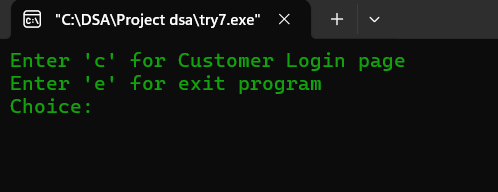 "C:\DSA\Project dsa\try7.exe"
Enter 'c' for Customer Login page
Enter 'e' for exit program
Choice: